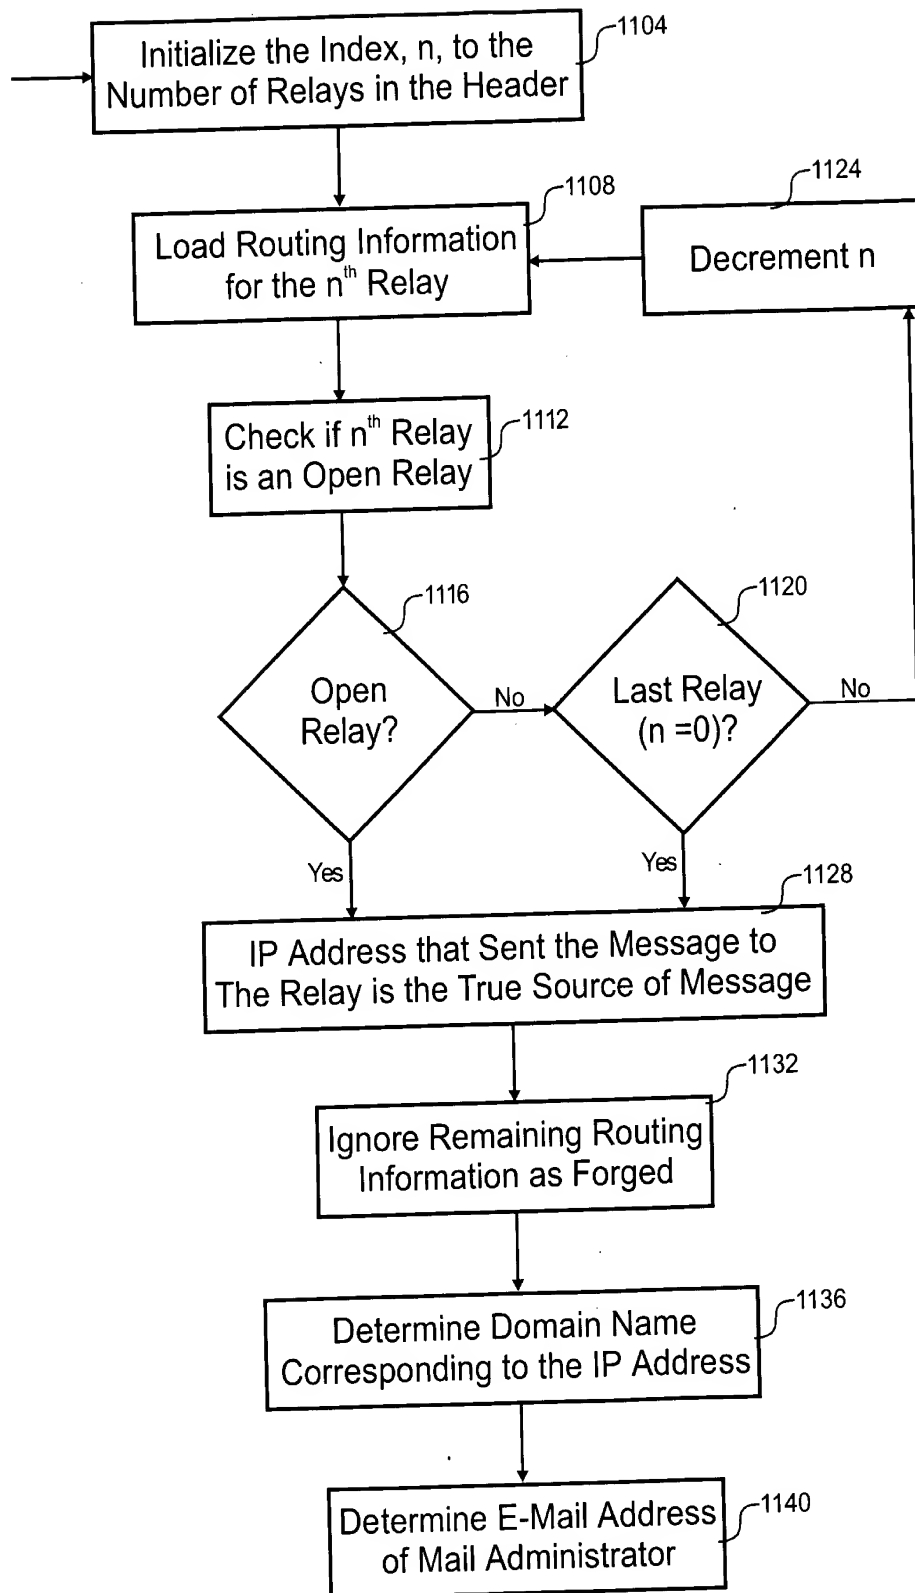 1104
Initialize the Index, n, to the
Number of Relays in the Header
1108
1124
Load Routing Information
for the nth Relay
Decrement n
1112
Check if nth Relay
is an Open Relay
1116
1120
Open
Relay?
No
Last Relay
(n =0)?
No
Yes
Yes
1128
IP Address that Sent the Message to
The Relay is the True Source of Message
1132
Ignore Remaining Routing
Information as Forged
1136
Determine Domain Name
Corresponding to the IP Address
1140
Determine E-Mail Address
of Mail Administrator